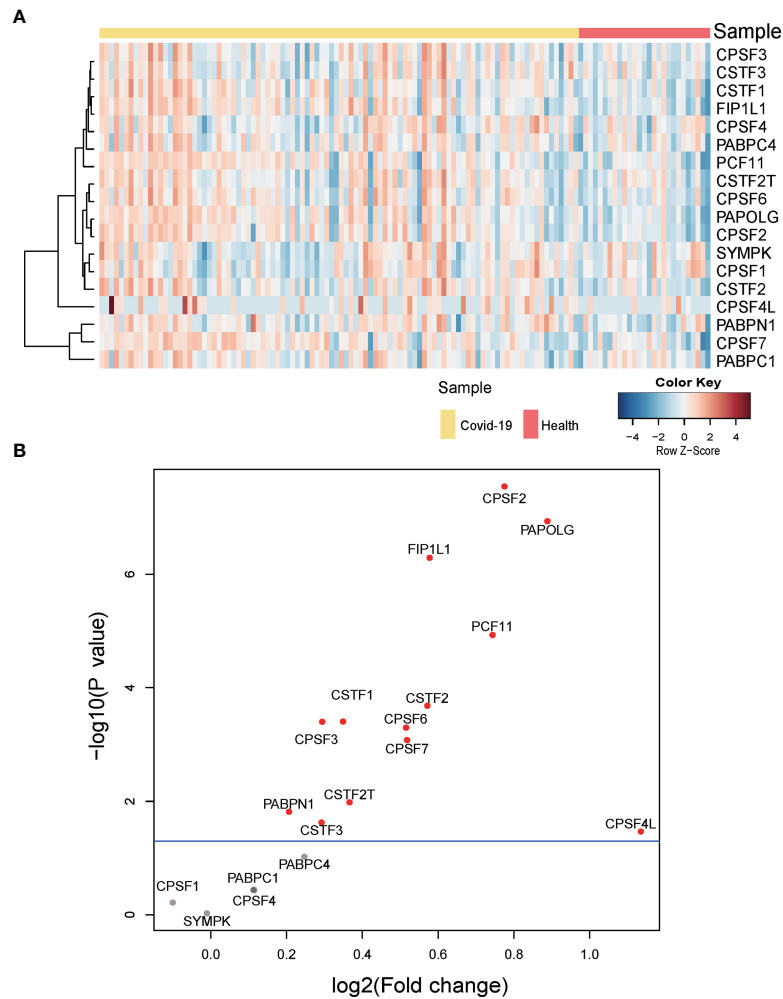 A
Sample
CPSF3
CSTF3
CSTF1
FIP1L1
CPSF4
PABPC4
PCF11
CSTF2T
CPSF6
PAPOLG
CPSF2
SYMPK
CPSF1
CSTF2
CPSF4L
PABPN1
CPSF7
PABPC1
Sample
Covid-19 Health
Color Key
−4 −2 0 2 4
Row Z-Score
B
CPSF2
PAPOLG
FIP1L1
6
PCF11
4
CSTF1
CSTF2
CPSF6
CPSF3
CPSF7
2
CSTF2T
PABPN1
CSTF3
CPSF4L
PABPC4
PABPC1
CPSF1
CPSF4
0
SYMPK
−log10(P value)
0.0 0.2 0.4 0.6 0.8 1.0
log2(Fold change)